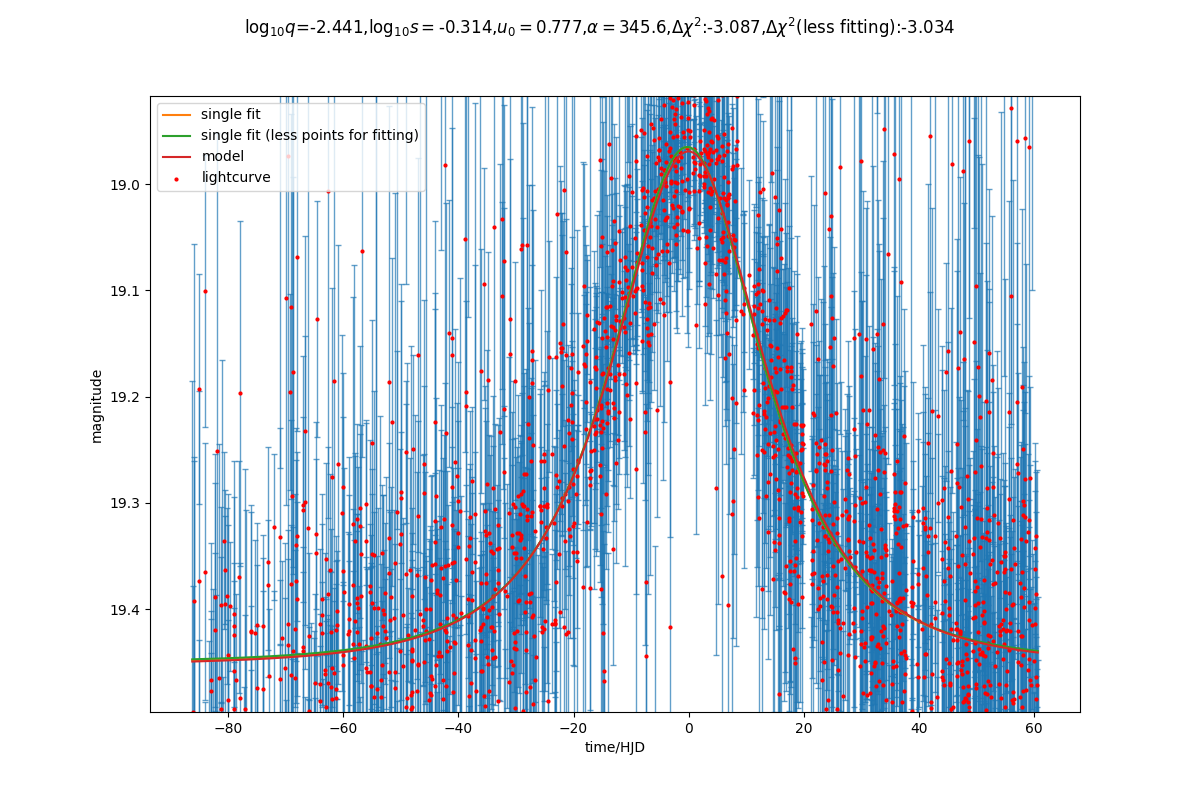 log₁₀q=-2.441,log₁₀s = -0.314,u₀ = 0.777,α = 345.6,Δχ²:-3.087,Δχ²(less fitting):-3.034
single fit
single fit (less points for fitting)
model
lightcurve
19.0
19.1
19.2
19.3
19.4
magnitude
−80 −60 −40 −20 0 20 40 60
time/HJD